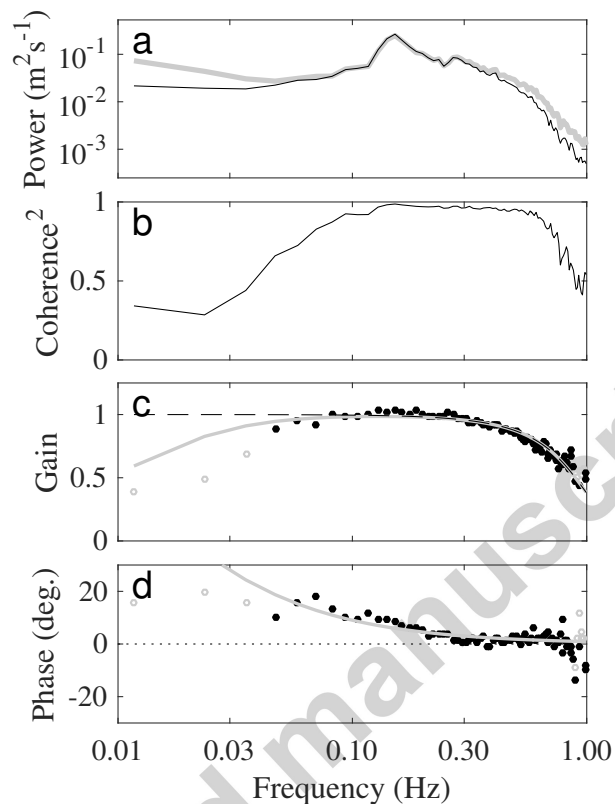 a
Power (m²s⁻¹)
10⁻¹
10⁻²
10⁻³
b
Coherence²
1
0.5
0
c
Gain
1
0.5
0
d
Phase (deg.)
20
0
-20
0.01 0.03 0.10 0.30 1.00
Frequency (Hz)
d manuscr